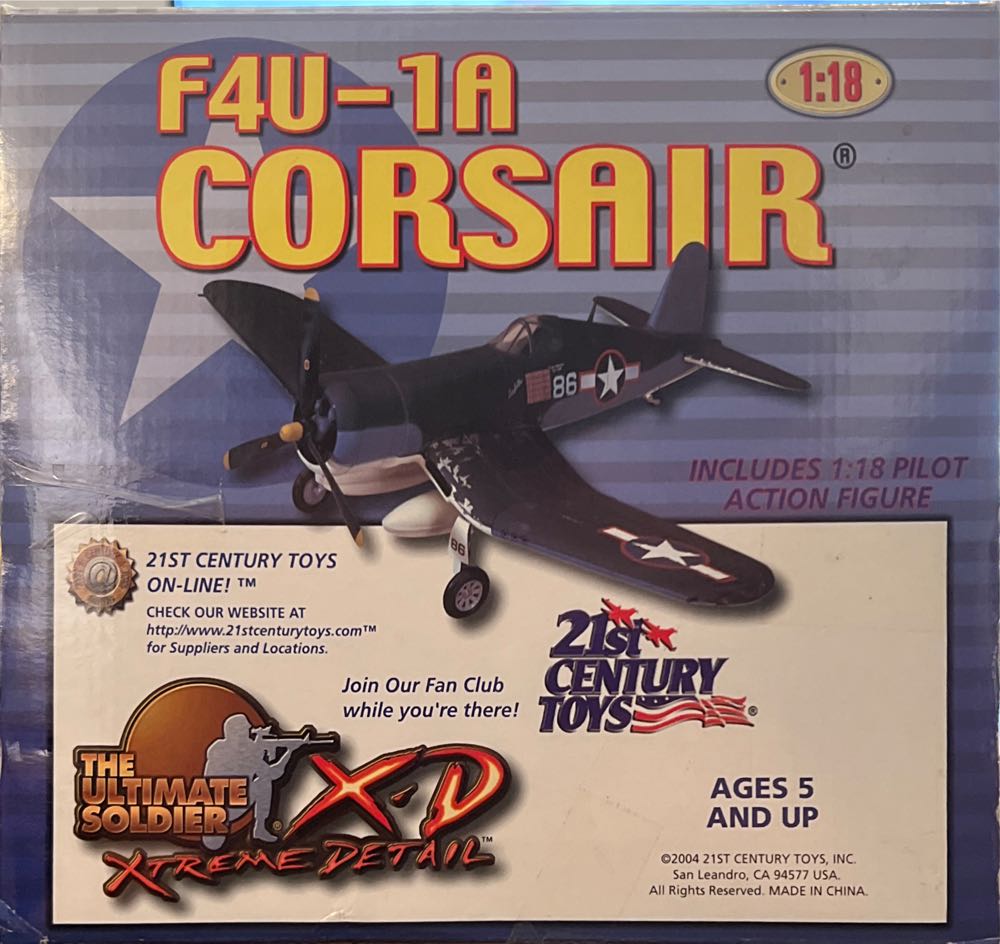 F4U-1A
1:18
CORSAIR®
86
INCLUDES 1:18 PILOT
ACTION FIGURE
86
@
21ST CENTURY TOYS
ON-LINE! ™
CHECK OUR WEBSITE AT
http://www.21stcenturytoys.com™
for Suppliers and Locations.
21st
CENTURY
TOYS®
Join Our Fan Club
while you're there!
THE
ULTIMATE
SOLDIER®
X·D
XTREME DETAIL™
AGES 5
AND UP
©2004 21ST CENTURY TOYS, INC.
San Leandro, CA 94577 USA.
All Rights Reserved. MADE IN CHINA.